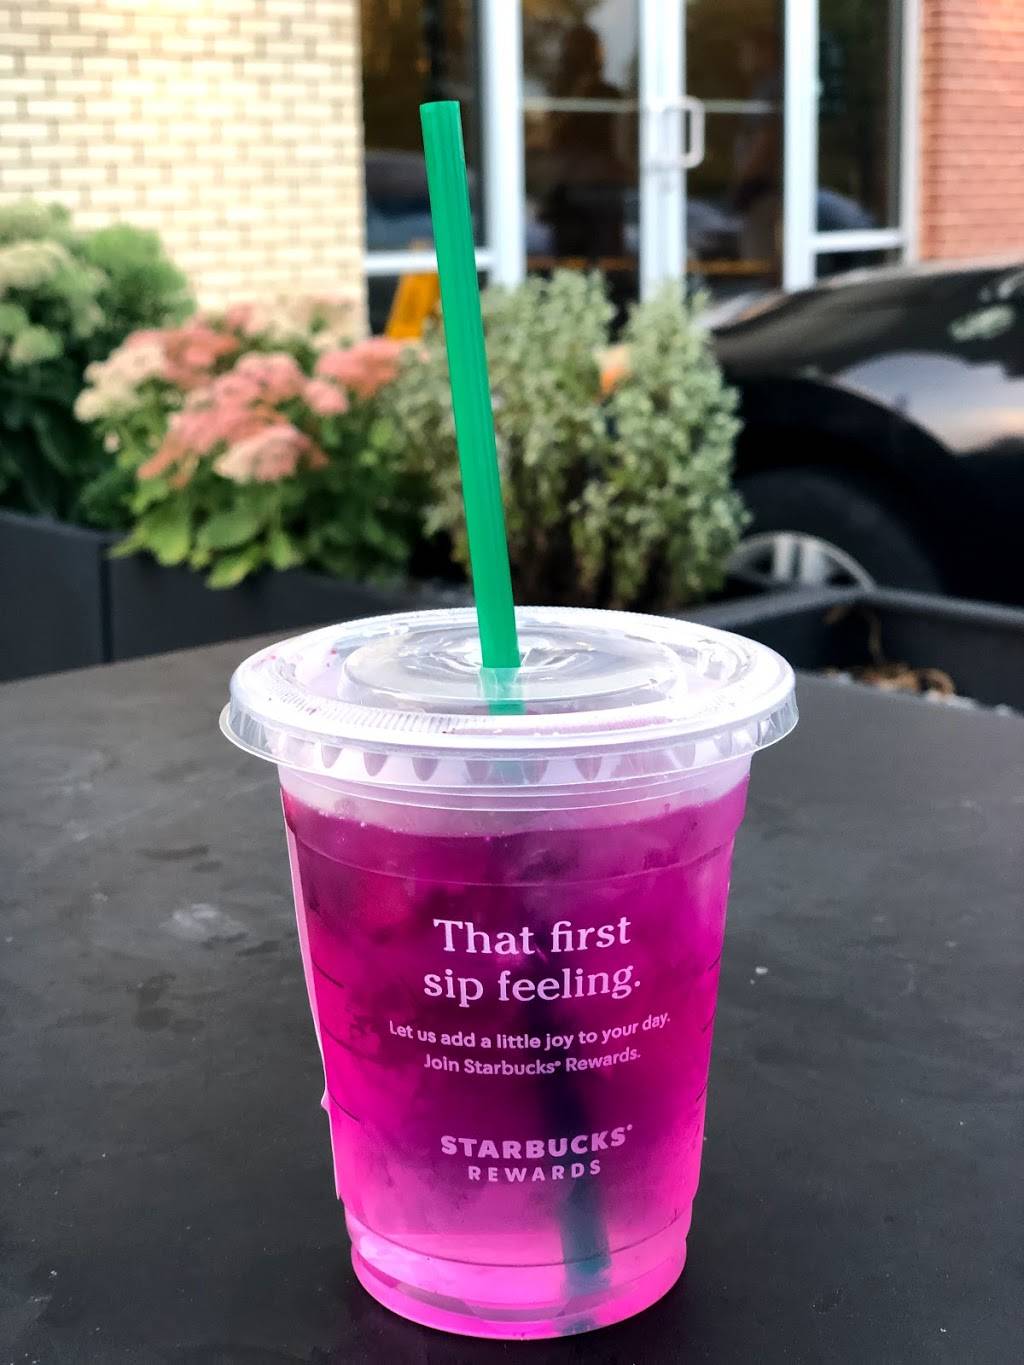 That first
sip feeling.
Let us add a little joy to your day.
Join Starbucks® Rewards.
STARBUCKS®
REWARDS